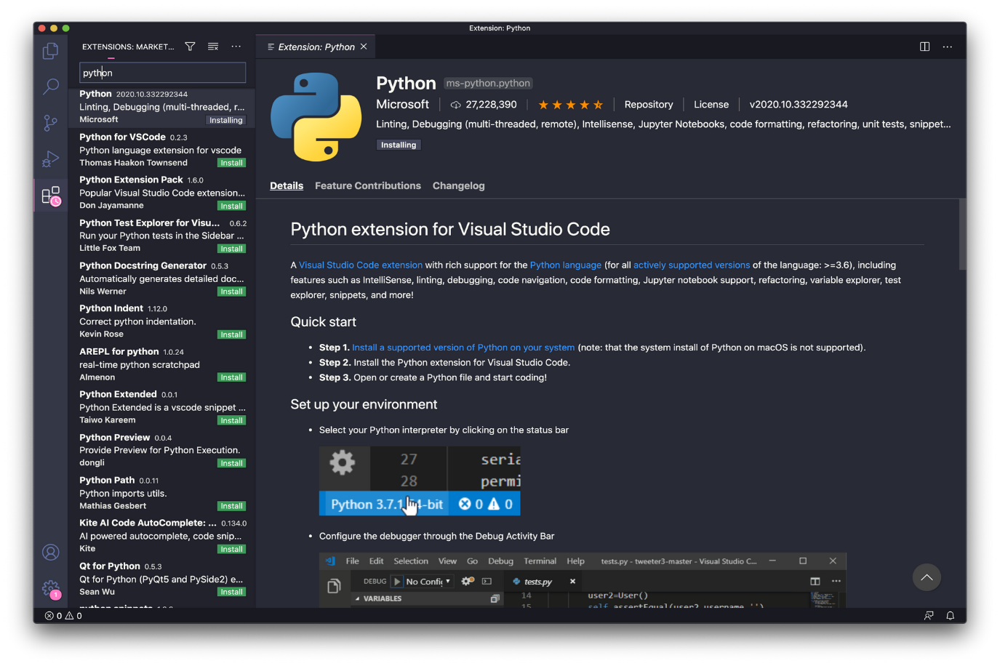 Extension: Python
EXTENSIONS: MARKET...
python
Python 2020.10.332292344
Linting, Debugging (multi-threaded, r...
Microsoft
Installing
Python for VSCode 0.2.3
Python language extension for vscode
Thomas Haakon Townsend
Install
Python Extension Pack 1.6.0
Popular Visual Studio Code extension...
Don Jayamanne
Install
Python Test Explorer for Visu... 0.6.2
Run your Python tests in the Sidebar ...
Little Fox Team
Install
Python Docstring Generator 0.5.3
Automatically generates detailed doc...
Nils Werner
Install
Python Indent 1.12.0
Correct python indentation.
Kevin Rose
Install
AREPL for python 1.0.24
real-time python scratchpad
Almenon
Install
Python Extended 0.0.1
Python Extended is a vscode snippet ...
Taiwo Kareem
Install
Python Preview 0.0.4
Provide Preview for Python Execution.
dongli
Install
Python Path 0.0.11
Python imports utils.
Mathias Gesbert
Install
Kite AI Code AutoComplete: ... 0.134.0
AI powered autocomplete, code snip...
Kite
Install
Qt for Python 0.5.3
Qt for Python (PyQt5 and PySide2) e...
Sean Wu
Install
1
0 0
Extension: Python
Python ms-python.python
Microsoft 27,228,390 Repository License v2020.10.332292344
Linting, Debugging (multi-threaded, remote), Intellisense, Jupyter Notebooks, code formatting, refactoring, unit tests, snippet...
Installing
Details Feature Contributions Changelog
Python extension for Visual Studio Code
A Visual Studio Code extension with rich support for the Python language (for all actively supported versions of the language: >=3.6), including
features such as IntelliSense, linting, debugging, code navigation, code formatting, Jupyter notebook support, refactoring, variable explorer, test
explorer, snippets, and more!
Quick start
• Step 1. Install a supported version of Python on your system (note: that the system install of Python on macOS is not supported).
• Step 2. Install the Python extension for Visual Studio Code.
• Step 3. Open or create a Python file and start coding!
Set up your environment
• Select your Python interpreter by clicking on the status bar
27 seria
28 permi
Python 3.7.1 -bit 0 0
• Configure the debugger through the Debug Activity Bar
File Edit Selection View Go Debug Terminal Help tests.py - tweeter3-master - Visual Studio C...
DEBUG No Config tests.py
VARIABLES
14 user2=User()
15 self.assertEqual(user2.username,'')